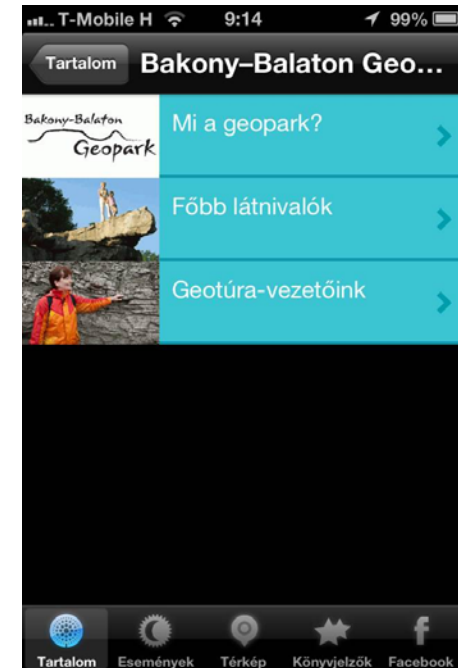 T-Mobile H 9:14 99%
Tartalom Bakony–Balaton Geo...
Bakony-Balaton
Geopark
Mi a geopark?
Főbb látnivalók
Geotúra-vezetőink
Tartalom Események Térkép Könyvjelzők Facebook